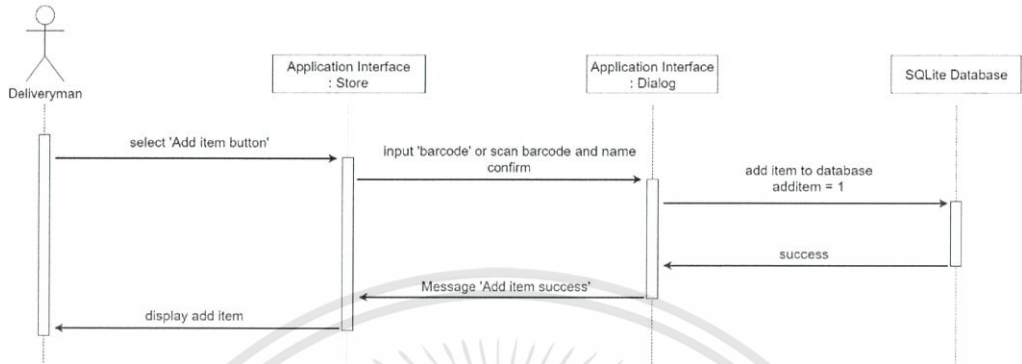 Deliveryman
Application Interface
: Store
Application Interface
: Dialog
SQLite Database
select 'Add item button'
input 'barcode' or scan barcode and name
confirm
add item to database
additem = 1
success
Message 'Add item success'
display add item